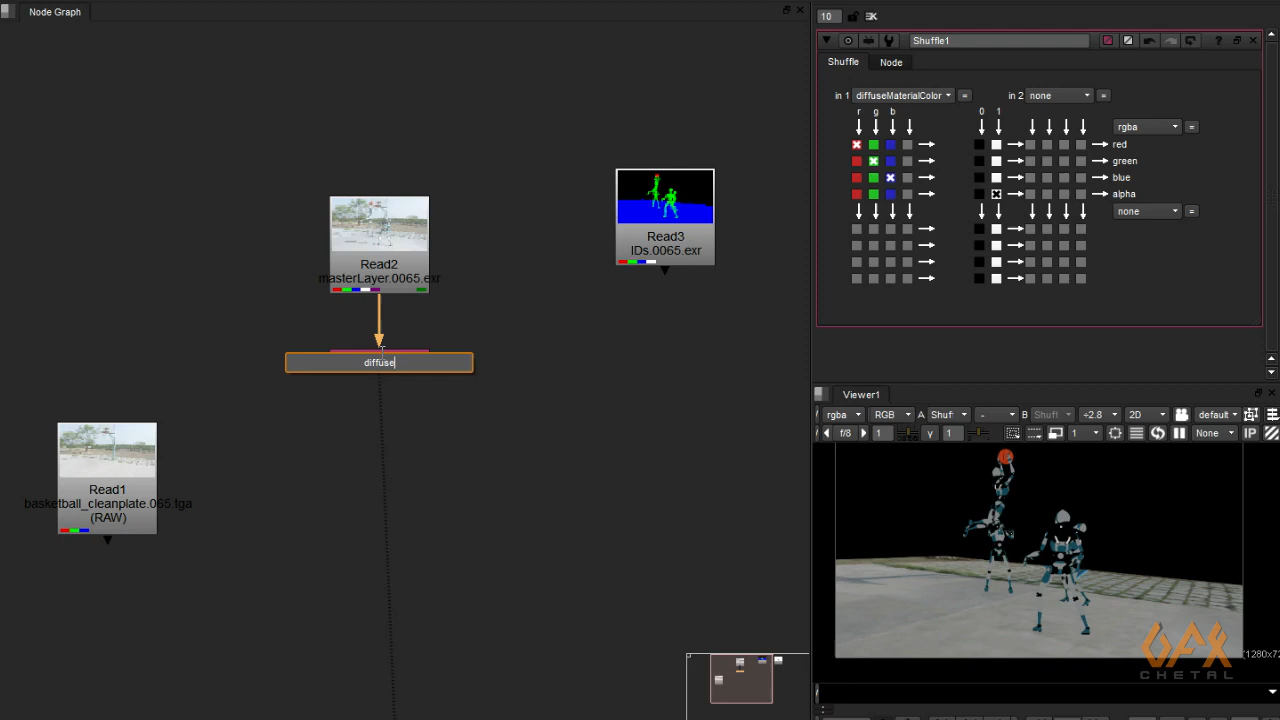 Node Graph
10
Shuffle1
?
Shuffle
Node
in 1 diffuseMaterialColor =
in 2 none =
r g b
0 1
rgba =
red
green
blue
alpha
none =
Read2
masterLayer.0065.exr
Read3
IDs.0065.exr
diffuse
Read1
basketball_cleanplate.065.tga
(RAW)
Viewer1
rgba RGB A Shuf - B Shuff ÷2.8 2D default
f/8 1 γ 1 1 None IP
GFX
CHETAL
(1280x72